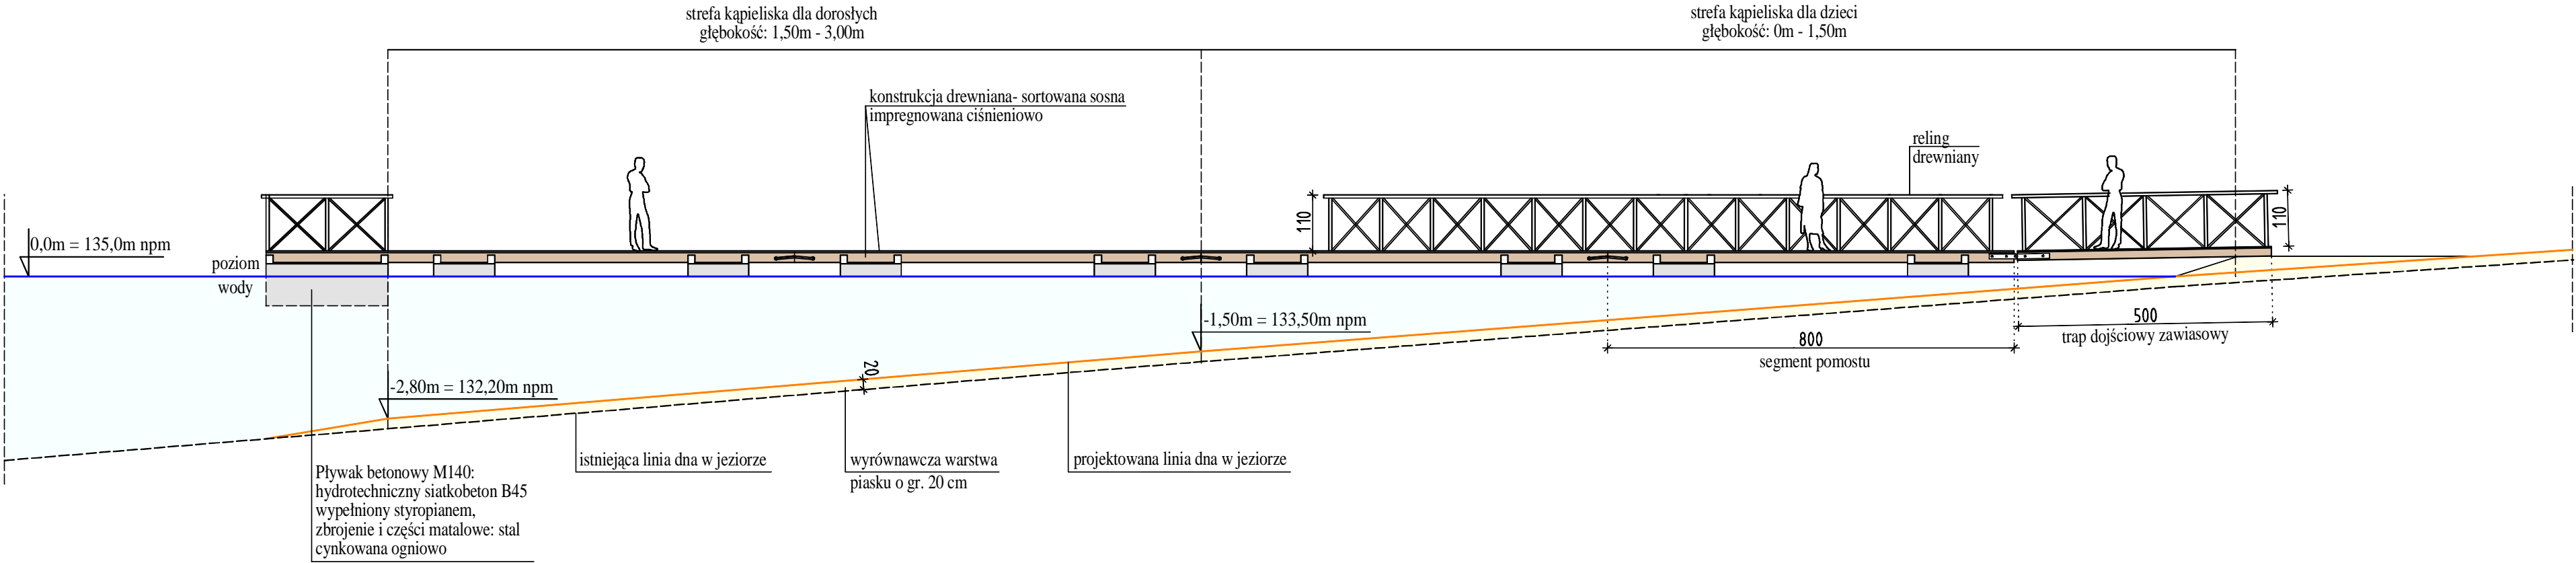 strefa kąpieliska dla dorosłych
głębokość: 1,50m - 3,00m
strefa kąpieliska dla dzieci
głębokość: 0m - 1,50m
konstrukcja drewniana- sortowana sosna
impregnowana ciśnieniowo
reling
drewniany
110
110
0,0m = 135,0m npm
poziom
wody
-1,50m = 133,50m npm
500
trap dojściowy zawiasowy
800
segment pomostu
20
-2,80m = 132,20m npm
istniejąca linia dna w jeziorze
wyrównawcza warstwa
piasku o gr. 20 cm
projektowana linia dna w jeziorze
Pływak betonowy M140:
hydrotechniczny siatkobeton B45
wypełniony styropianem,
zbrojenie i części matalowe: stal
cynkowana ogniowo